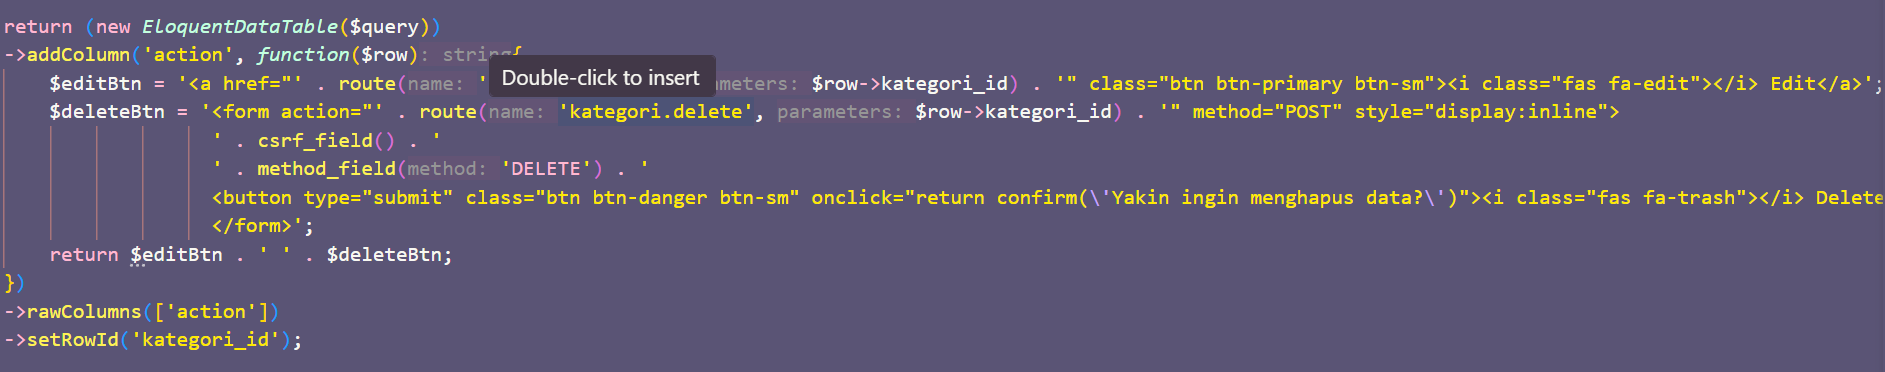 return (new EloquentDataTable($query))
->addColumn('action', function($row): string{
Double-click to insert
$editBtn = '<a href="' . route(name: ' parameters: $row->kategori_id) . '" class="btn btn-primary btn-sm"><i class="fas fa-edit"></i> Edit</a>';
$deleteBtn = '<form action="' . route(name: 'kategori.delete', parameters: $row->kategori_id) . '" method="POST" style="display:inline">
' . csrf_field() . '
' . method_field(method: 'DELETE') . '
<button type="submit" class="btn btn-danger btn-sm" onclick="return confirm(\'Yakin ingin menghapus data?\')"><i class="fas fa-trash"></i> Delete
</form>';
return $editBtn . ' ' . $deleteBtn;
})
->rawColumns(['action'])
->setRowId('kategori_id');